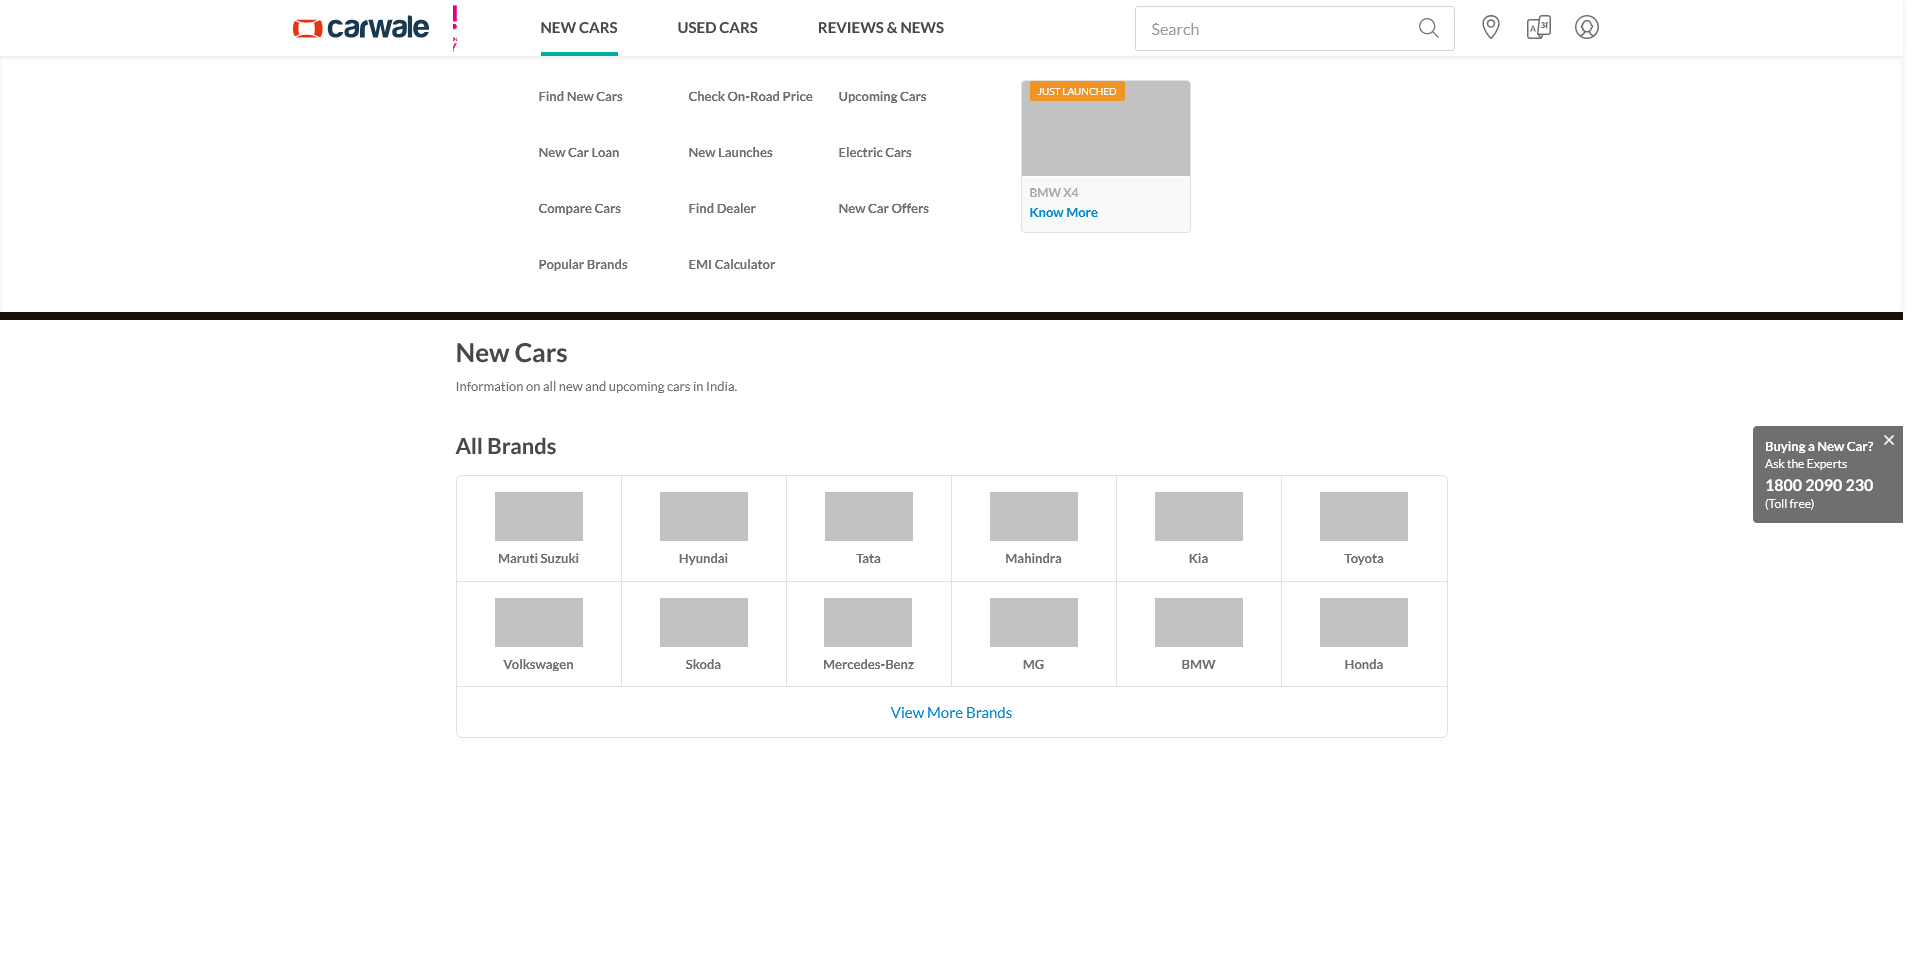 carwale
NEW CARS
USED CARS
REVIEWS & NEWS
Search
Find New Cars
Check On-Road Price
Upcoming Cars
New Car Loan
New Launches
Electric Cars
Compare Cars
Find Dealer
New Car Offers
Popular Brands
EMI Calculator
JUST LAUNCHED
BMW X4
Know More
New Cars
Information on all new and upcoming cars in India.
All Brands
Maruti Suzuki
Hyundai
Tata
Mahindra
Kia
Toyota
Volkswagen
Skoda
Mercedes-Benz
MG
BMW
Honda
View More Brands
Buying a New Car?
Ask the Experts
1800 2090 230
(Toll free)